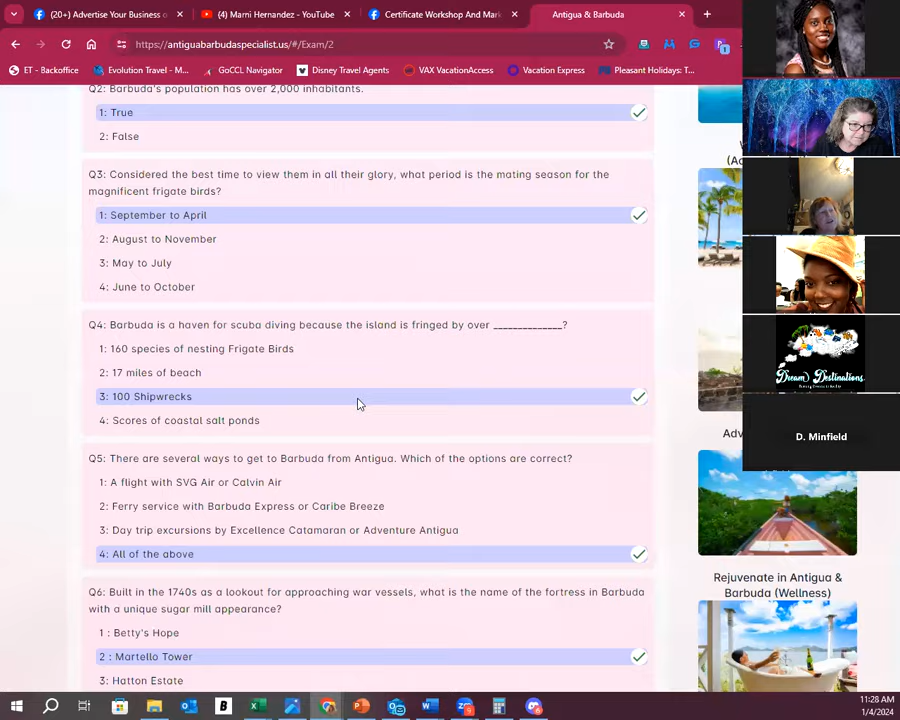 (20+) Advertise Your Business o
(4) Marni Hernandez - YouTube
Certificate Workshop And Mar
Antigua & Barbuda
https://antiguabarbudaspecialist.us/#/Exam/2
ET - Backoffice
Evolution Travel - M...
GoCCL Navigator
Disney Travel Agents
VAX VacationAccess
Vacation Express
Pleasant Holidays: T...
Q2: Barbuda's population has over 2,000 inhabitants.
1: True
2: False
Q3: Considered the best time to view them in all their glory, what period is the mating season for the
magnificent frigate birds?
1: September to April
2: August to November
3: May to July
4: June to October
Q4: Barbuda is a haven for scuba diving because the island is fringed by over ______________?
1: 160 species of nesting Frigate Birds
2: 17 miles of beach
3: 100 Shipwrecks
4: Scores of coastal salt ponds
Q5: There are several ways to get to Barbuda from Antigua. Which of the options are correct?
1: A flight with SVG Air or Calvin Air
2: Ferry service with Barbuda Express or Caribe Breeze
3: Day trip excursions by Excellence Catamaran or Adventure Antigua
4: All of the above
Q6: Built in the 1740s as a lookout for approaching war vessels, what is the name of the fortress in Barbuda
with a unique sugar mill appearance?
1 : Betty's Hope
2 : Martello Tower
3: Hatton Estate
Rejuvenate in Antigua &
Barbuda (Wellness)
Dream Destinations
D. Minfield
11:28 AM
1/4/2024